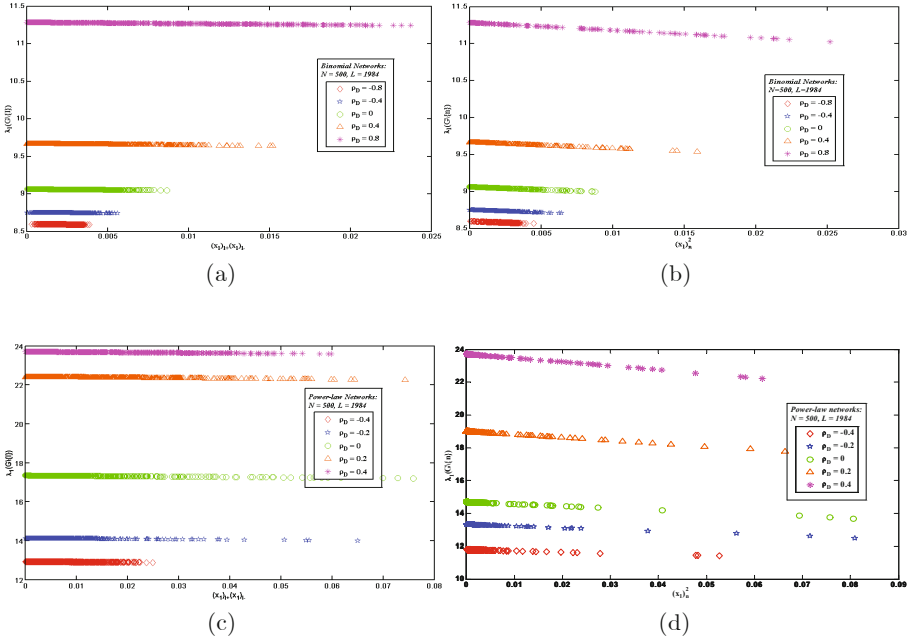 11.5
11
10.5
10
9.5
9
8.5
λ₁(G\{l})
0
0.005
0.01
0.015
0.02
0.025
Binomial Networks:
N = 500, L = 1984
ρD = -0.8
ρD = -0.4
ρD = 0
ρD = 0.4
ρD = 0.8
(a)
11.5
11
10.5
10
9.5
9
8.5
λ₁(G\{n})
0
0.005
0.01
0.015
0.02
0.025
0.03
(x₁)²n
Binomial Networks:
N=500, L=1984
ρD = -0.8
ρD = -0.4
ρD = 0
ρD = 0.4
ρD = 0.8
(b)
24
22
20
18
16
14
12
λ₁(G\{l})
0
0.01
0.02
0.03
0.04
0.05
0.06
0.07
0.08
Power-law Networks:
N = 500, L = 1984
ρD = -0.4
ρD = -0.2
ρD = 0
ρD = 0.2
ρD = 0.4
(c)
24
22
20
18
16
14
12
10
λ₁(G\{n})
0
0.01
0.02
0.03
0.04
0.05
0.06
0.07
0.08
0.09
(x₁)²n
Power-law networks:
N = 500, L = 1984
ρD = -0.4
ρD = -0.2
ρD = 0
ρD = 0.2
ρD = 0.4
(d)